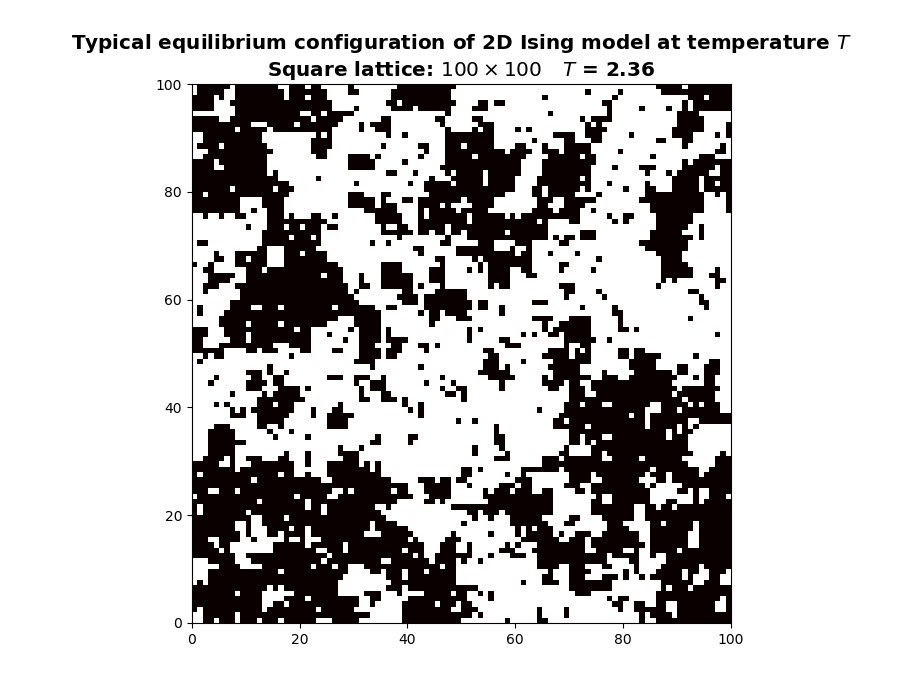 Typical equilibrium configuration of 2D Ising model at temperature T
Square lattice: 100 × 100 T = 2.36
100
80
60
40
20
0
0 20 40 60 80 100